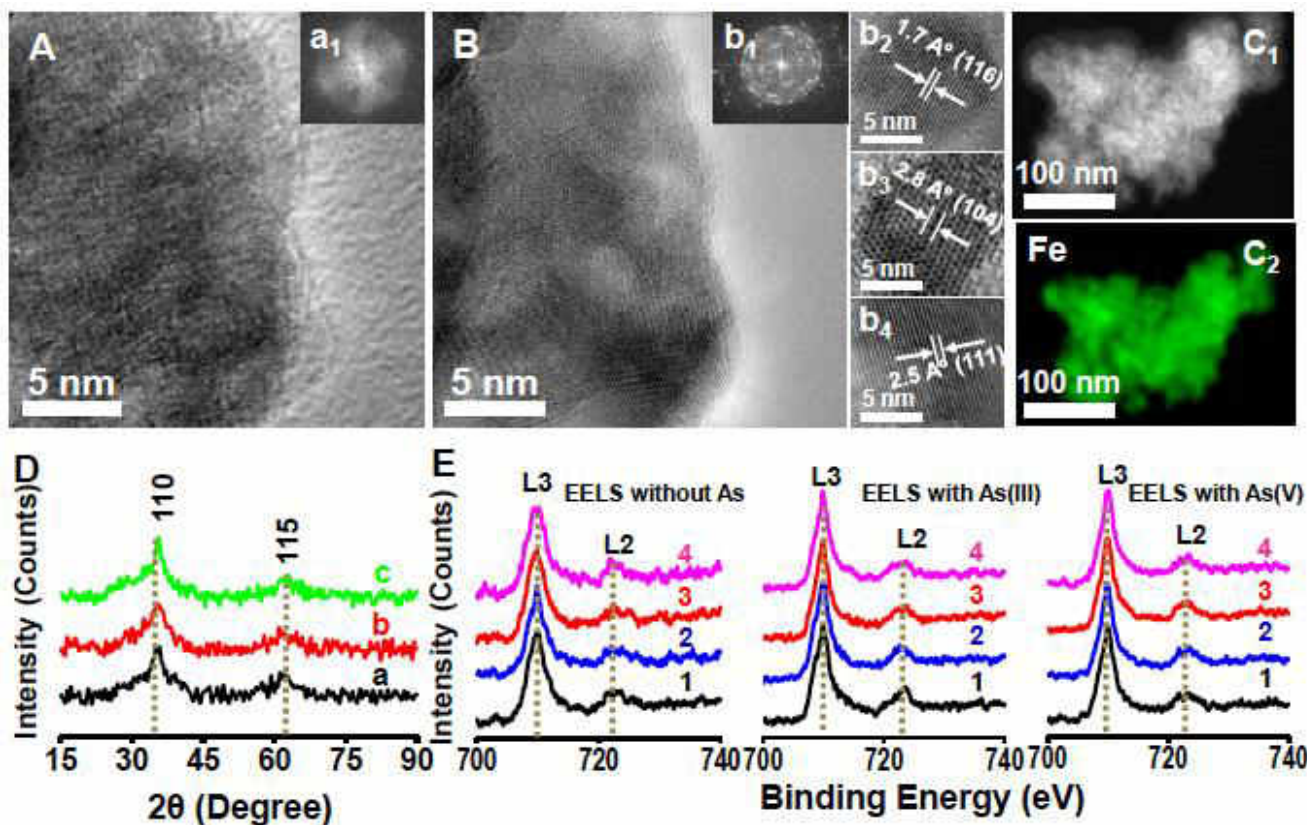 A
a1
5 nm
B
b1
5 nm
b2
1.7 A° (116)
5 nm
b3
2.8 A° (104)
5 nm
b4
2.5 A° (111)
5 nm
C1
100 nm
Fe
C2
100 nm
D
Intensity (Counts)
110
115
c
b
a
15 30 45 60 75 90
2θ (Degree)
E
Intensity (Counts)
L3
EELS without As
L2
4
3
2
1
700 720 740
L3
EELS with As(III)
L2
4
3
2
1
700 720 740
L3
EELS with As(V)
L2
4
3
2
1
700 720 740
Binding Energy (eV)